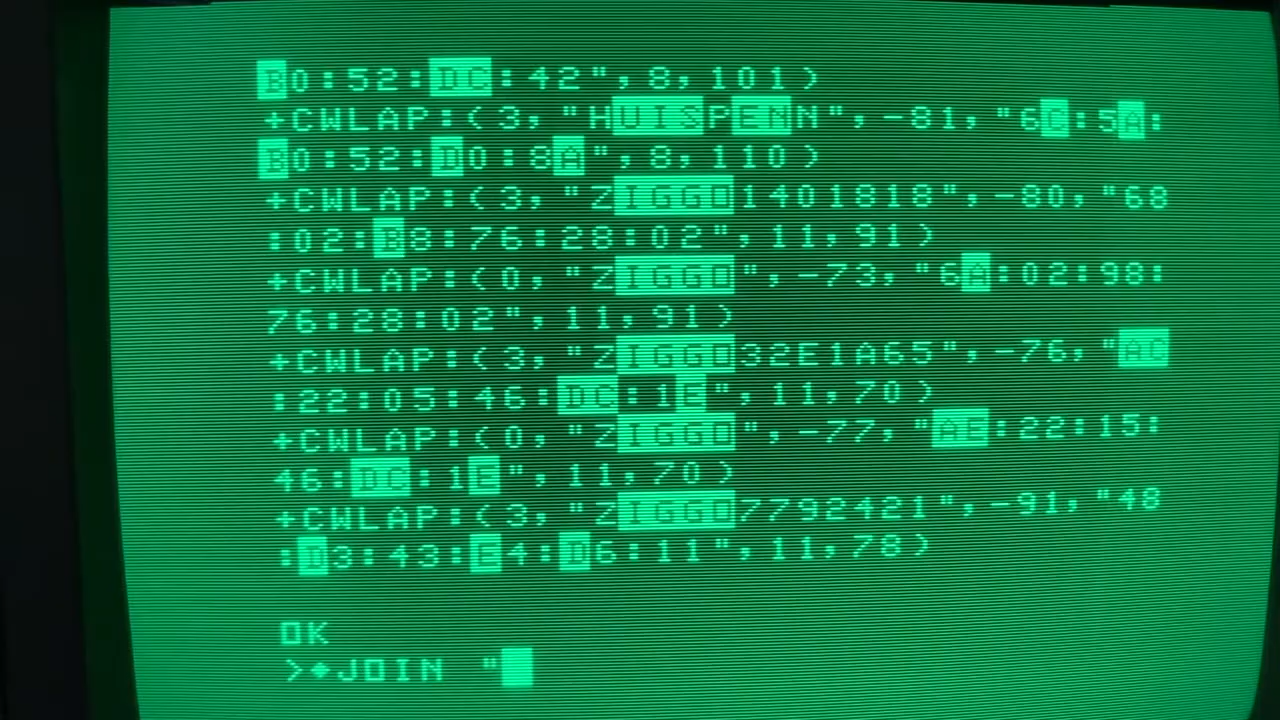 B0:52:DC:42",8,101)
+CWLAP:(3,"HUISPENN",-81,"6C:5A:
B0:52:D0:8A",8,110)
+CWLAP:(3,"ZIGGO1401818",-80,"68
:02:B8:76:28:02",11,91)
+CWLAP:(0,"ZIGGO",-73,"6A:02:98:
76:28:02",11,91)
+CWLAP:(3,"ZIGGO32E1A65",-76,"AC
:22:05:46:DC:1E",11,70)
+CWLAP:(0,"ZIGGO",-77,"AE:22:15:
46:DC:1E",11,70)
+CWLAP:(3,"ZIGGO7792421",-91,"48
:D3:43:E4:D6:11",11,78)
OK
>*JOIN "